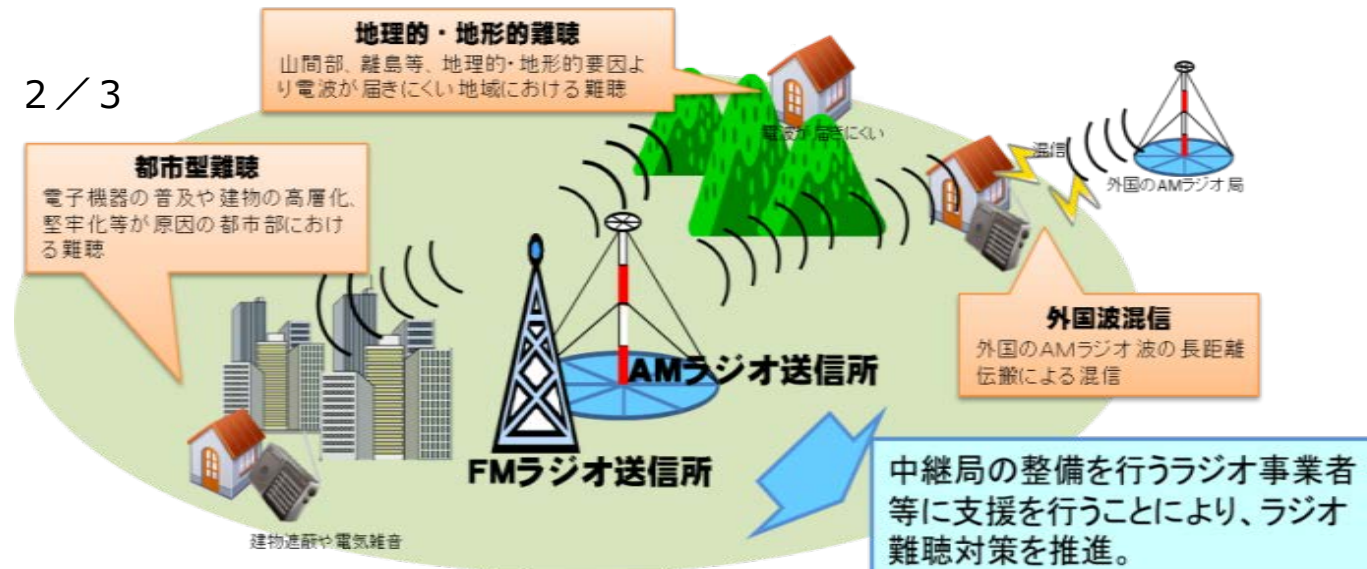 地理的・地形的難聴
山間部、離島等、地理的・地形的要因よ
り電波が届きにくい地域における難聴
2／3
都市型難聴
電子機器の普及や建物の高層化、
堅牢化等が原因の都市部におけ
る難聴
電波が届きにくい
混信
外国のAMラジオ局
外国波混信
外国のAMラジオ波の長距離
伝搬による混信
AMラジオ送信所
FMラジオ送信所
建物遮蔽や電気雑音
中継局の整備を行うラジオ事業者
等に支援を行うことにより、ラジオ
難聴対策を推進。